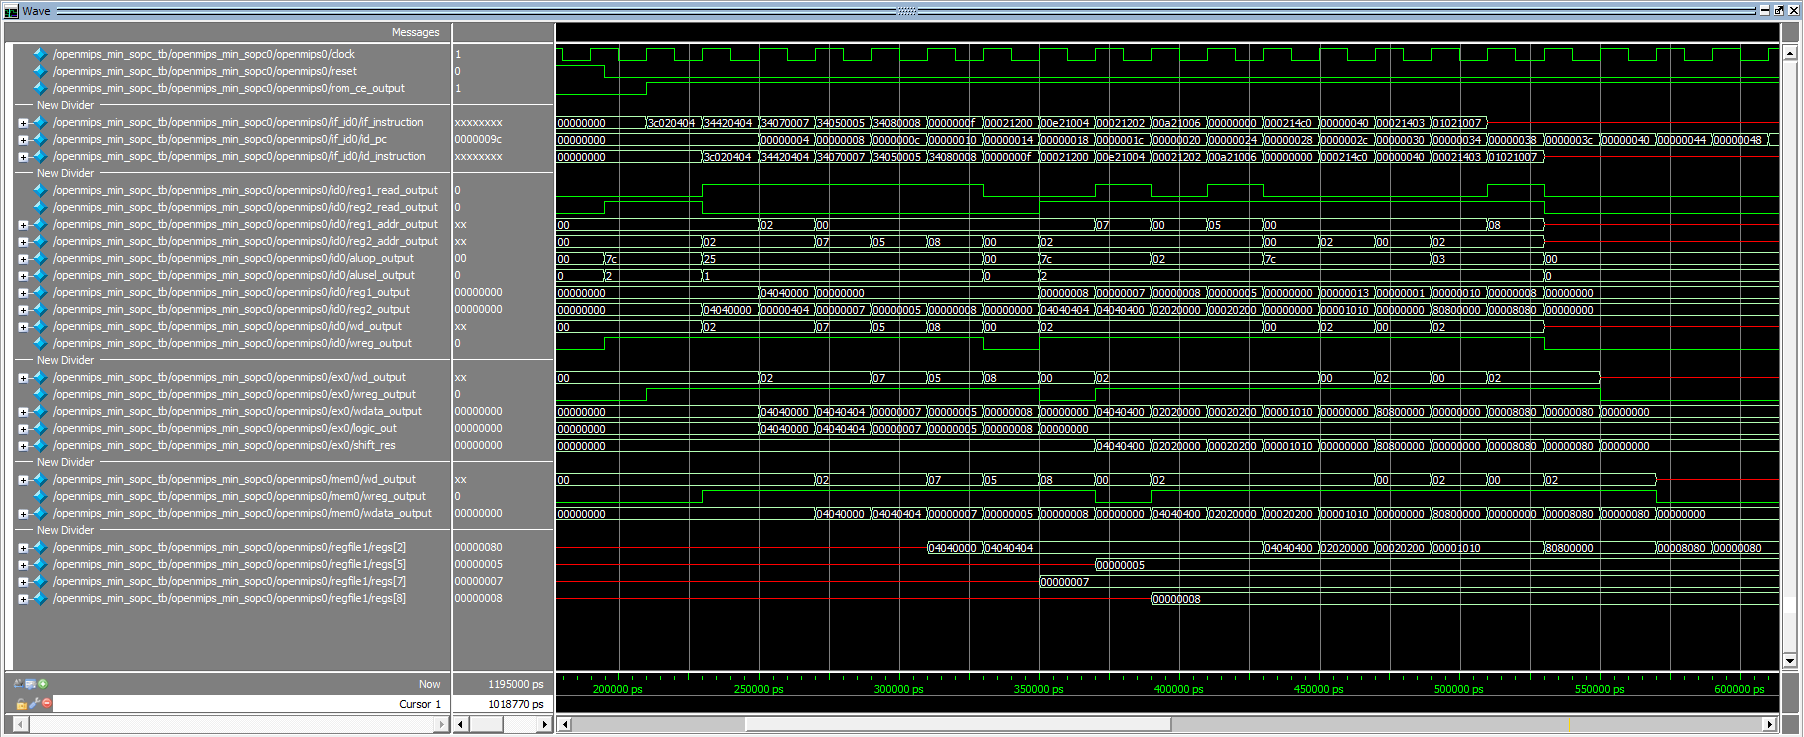 Wave
Messages
/openmips_min_sopc_tb/openmips_min_sopc0/openmips0/clock 1
/openmips_min_sopc_tb/openmips_min_sopc0/openmips0/reset 0
/openmips_min_sopc_tb/openmips_min_sopc0/openmips0/rom_ce_output 1
New Divider
/openmips_min_sopc_tb/openmips_min_sopc0/openmips0/if_id0/if_instruction xxxxxxxx 00000000 3c020404 34420404 34070007 34050005 34080008 0000000f 00021200 00e21004 00021202 00a21006 00000000 000214c0 00000040 00021403 01021007
/openmips_min_sopc_tb/openmips_min_sopc0/openmips0/if_id0/id_pc 0000009c 00000000 00000004 00000008 0000000c 00000010 00000014 00000018 0000001c 00000020 00000024 00000028 0000002c 00000030 00000034 00000038 0000003c 00000040 00000044 00000048
/openmips_min_sopc_tb/openmips_min_sopc0/openmips0/if_id0/id_instruction xxxxxxxx 00000000 3c020404 34420404 34070007 34050005 34080008 0000000f 00021200 00e21004 00021202 00a21006 00000000 000214c0 00000040 00021403 01021007
New Divider
/openmips_min_sopc_tb/openmips_min_sopc0/openmips0/id0/reg1_read_output 0
/openmips_min_sopc_tb/openmips_min_sopc0/openmips0/id0/reg2_read_output 0
/openmips_min_sopc_tb/openmips_min_sopc0/openmips0/id0/reg1_addr_output xx 00 02 00 07 00 05 00 08
/openmips_min_sopc_tb/openmips_min_sopc0/openmips0/id0/reg2_addr_output xx 00 02 07 05 08 00 02 00 02 00 02
/openmips_min_sopc_tb/openmips_min_sopc0/openmips0/id0/aluop_output 00 00 7c 25 00 7c 02 7c 03 00
/openmips_min_sopc_tb/openmips_min_sopc0/openmips0/id0/alusel_output 0 0 2 1 0 2 0
/openmips_min_sopc_tb/openmips_min_sopc0/openmips0/id0/reg1_output 00000000 00000000 04040000 00000000 00000008 00000007 00000008 00000005 00000000 00000013 00000001 00000010 00000008 00000000
/openmips_min_sopc_tb/openmips_min_sopc0/openmips0/id0/reg2_output 00000000 00000000 04040000 00000404 00000007 00000005 00000008 00000000 04040404 04040400 02020000 00020200 00000000 00001010 00000000 80800000 00008080 00000000
/openmips_min_sopc_tb/openmips_min_sopc0/openmips0/id0/wd_output xx 00 02 07 05 08 00 02 00 02 00 02
/openmips_min_sopc_tb/openmips_min_sopc0/openmips0/id0/wreg_output 0
New Divider
/openmips_min_sopc_tb/openmips_min_sopc0/openmips0/ex0/wd_output xx 00 02 07 05 08 00 02 00 02 00 02
/openmips_min_sopc_tb/openmips_min_sopc0/openmips0/ex0/wreg_output 0
/openmips_min_sopc_tb/openmips_min_sopc0/openmips0/ex0/wdata_output 00000000 00000000 04040000 04040404 00000007 00000005 00000008 00000000 04040400 02020000 00020200 00001010 00000000 80800000 00000000 00008080 00000080 00000000
/openmips_min_sopc_tb/openmips_min_sopc0/openmips0/ex0/logic_out 00000000 00000000 04040000 04040404 00000007 00000005 00000008 00000000
/openmips_min_sopc_tb/openmips_min_sopc0/openmips0/ex0/shift_res 00000000 00000000 04040400 02020000 00020200 00001010 00000000 80800000 00000000 00008080 00000080 00000000
New Divider
/openmips_min_sopc_tb/openmips_min_sopc0/openmips0/mem0/wd_output xx 00 02 07 05 08 00 02 00 02 00 02
/openmips_min_sopc_tb/openmips_min_sopc0/openmips0/mem0/wreg_output 0
/openmips_min_sopc_tb/openmips_min_sopc0/openmips0/mem0/wdata_output 00000000 00000000 04040000 04040404 00000007 00000005 00000008 00000000 04040400 02020000 00020200 00001010 00000000 80800000 00000000 00008080 00000080 00000000
New Divider
/openmips_min_sopc_tb/openmips_min_sopc0/openmips0/regfile1/regs[2] 00000080 04040000 04040404 04040400 02020000 00020200 00001010 80800000 00008080 00000080
/openmips_min_sopc_tb/openmips_min_sopc0/openmips0/regfile1/regs[5] 00000005 00000005
/openmips_min_sopc_tb/openmips_min_sopc0/openmips0/regfile1/regs[7] 00000007 00000007
/openmips_min_sopc_tb/openmips_min_sopc0/openmips0/regfile1/regs[8] 00000008 00000008
Now 1195000 ps 200000 ps 250000 ps 300000 ps 350000 ps 400000 ps 450000 ps 500000 ps 550000 ps 600000 ps
Cursor 1 1018770 ps